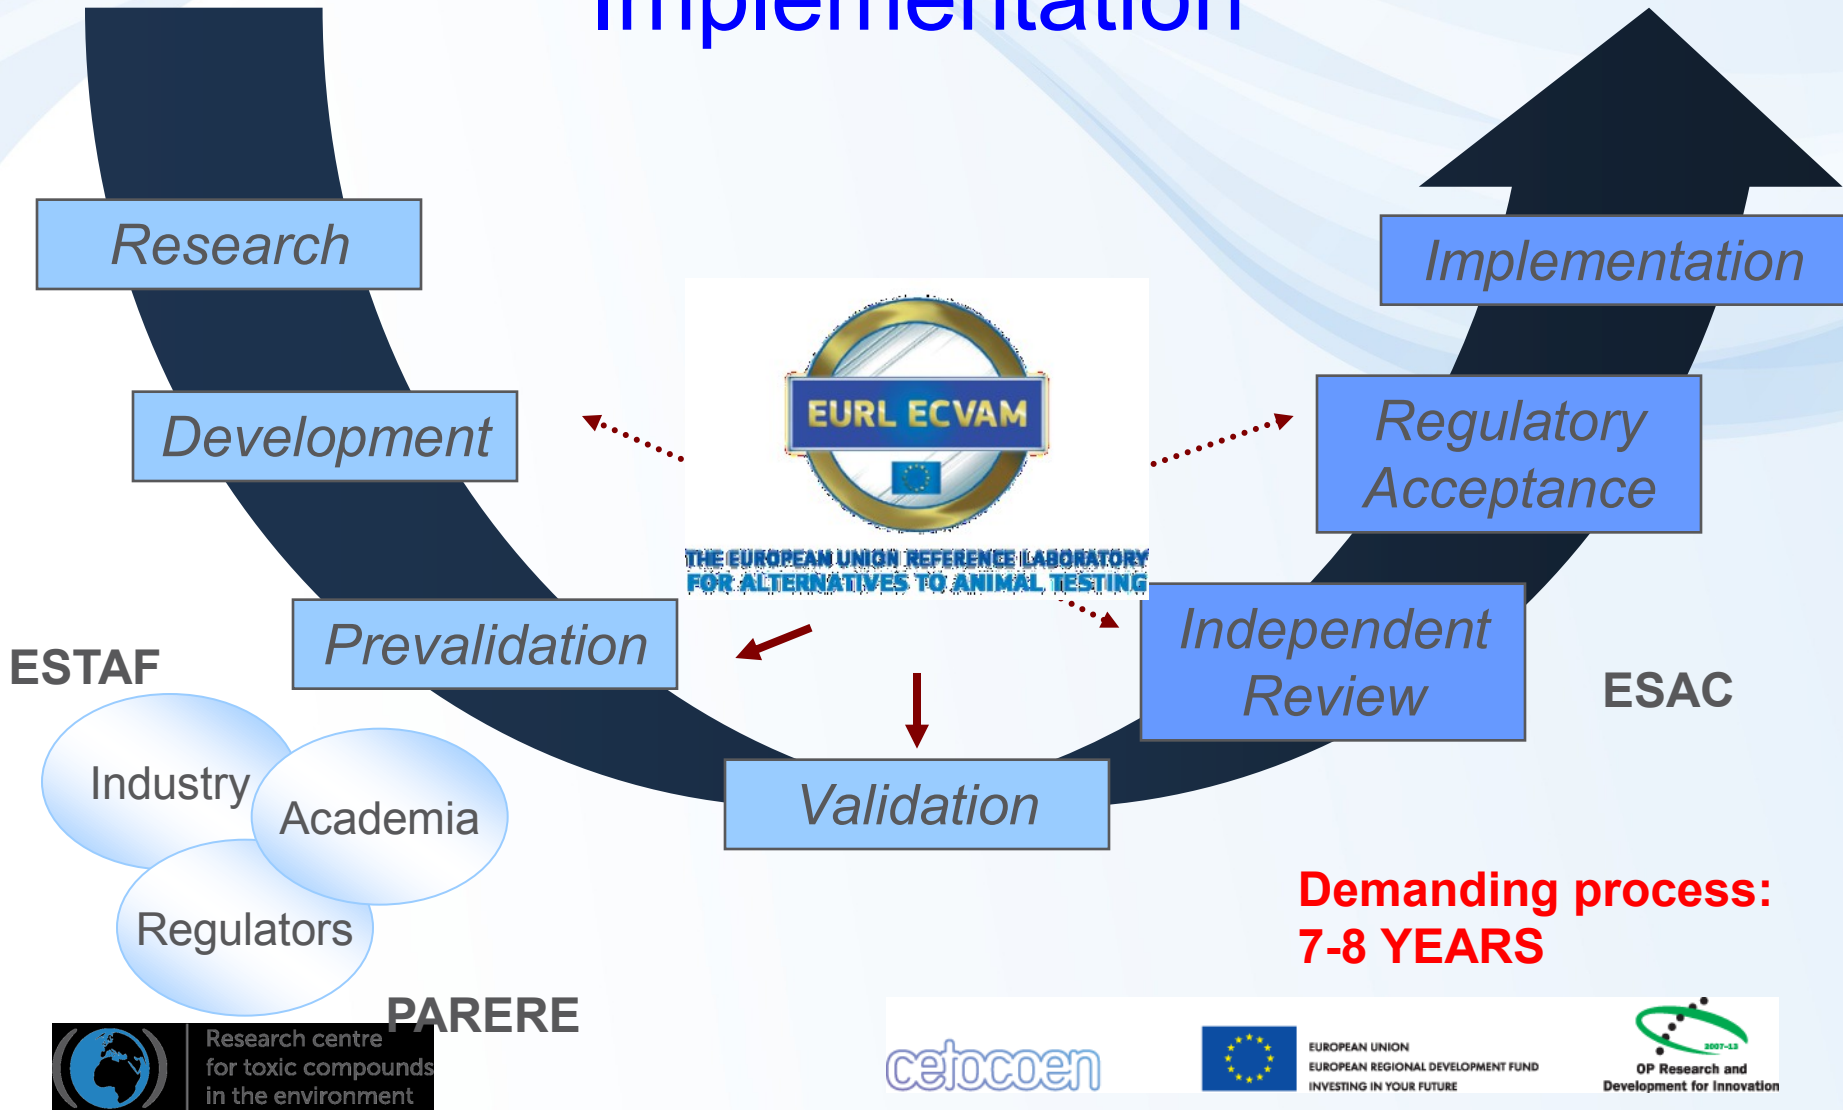 Implementation
Research
Implementation
Development
Regulatory
Acceptance
EURL ECVAM
THE EUROPEAN UNION REFERENCE LABORATORY
FOR ALTERNATIVES TO ANIMAL TESTING
Prevalidation
Independent
Review
ESTAF
ESAC
Industry
Academia
Regulators
Validation
Demanding process:
7-8 YEARS
PARERE
Research centre
for toxic compounds
in the environment
cetocoen
EUROPEAN UNION
EUROPEAN REGIONAL DEVELOPMENT FUND
INVESTING IN YOUR FUTURE
2007-13
OP Research and
Development for Innovation